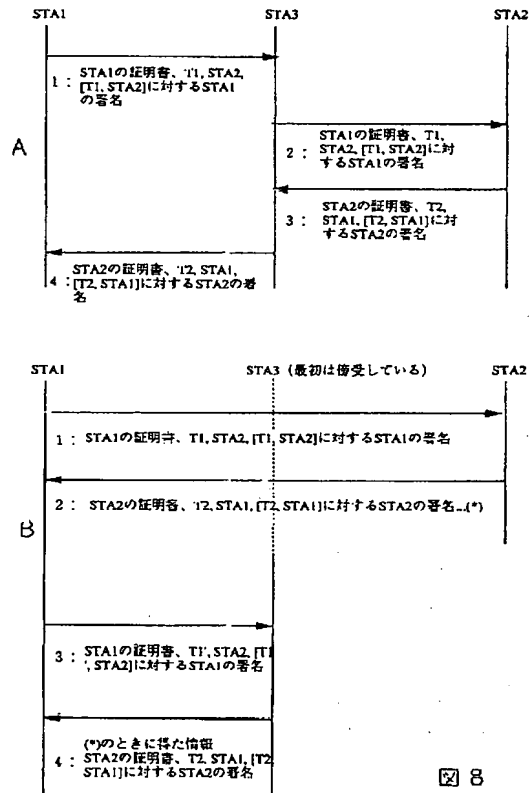 STA1 STA3 STA2
A
1： STA1の証明書、T1, STA2,
[T1, STA2]に対するSTA1
の署名
2： STA1の証明書、T1,
STA2, [T1, STA2]に対
するSTA1の署名
3： STA2の証明書、T2,
STA1, [T2, STA1]に対
するSTA2の署名
4： STA2の証明書、T2, STA1,
[T2, STA1]に対するSTA2の署
名
STA1 STA3（最初は傍受している） STA2
B
1： STA1の証明書、T1, STA2, [T1, STA2]に対するSTA1の署名
2： STA2の証明書、T2, STA1, [T2, STA1]に対するSTA2の署名...(*)
3： STA1の証明書、T1', STA2, [T1
', STA2]に対するSTA1の署名
(*)のときに得た情報
4： STA2の証明書、T2, STA1, [T2
STA1]に対するSTA2の署名
図 8